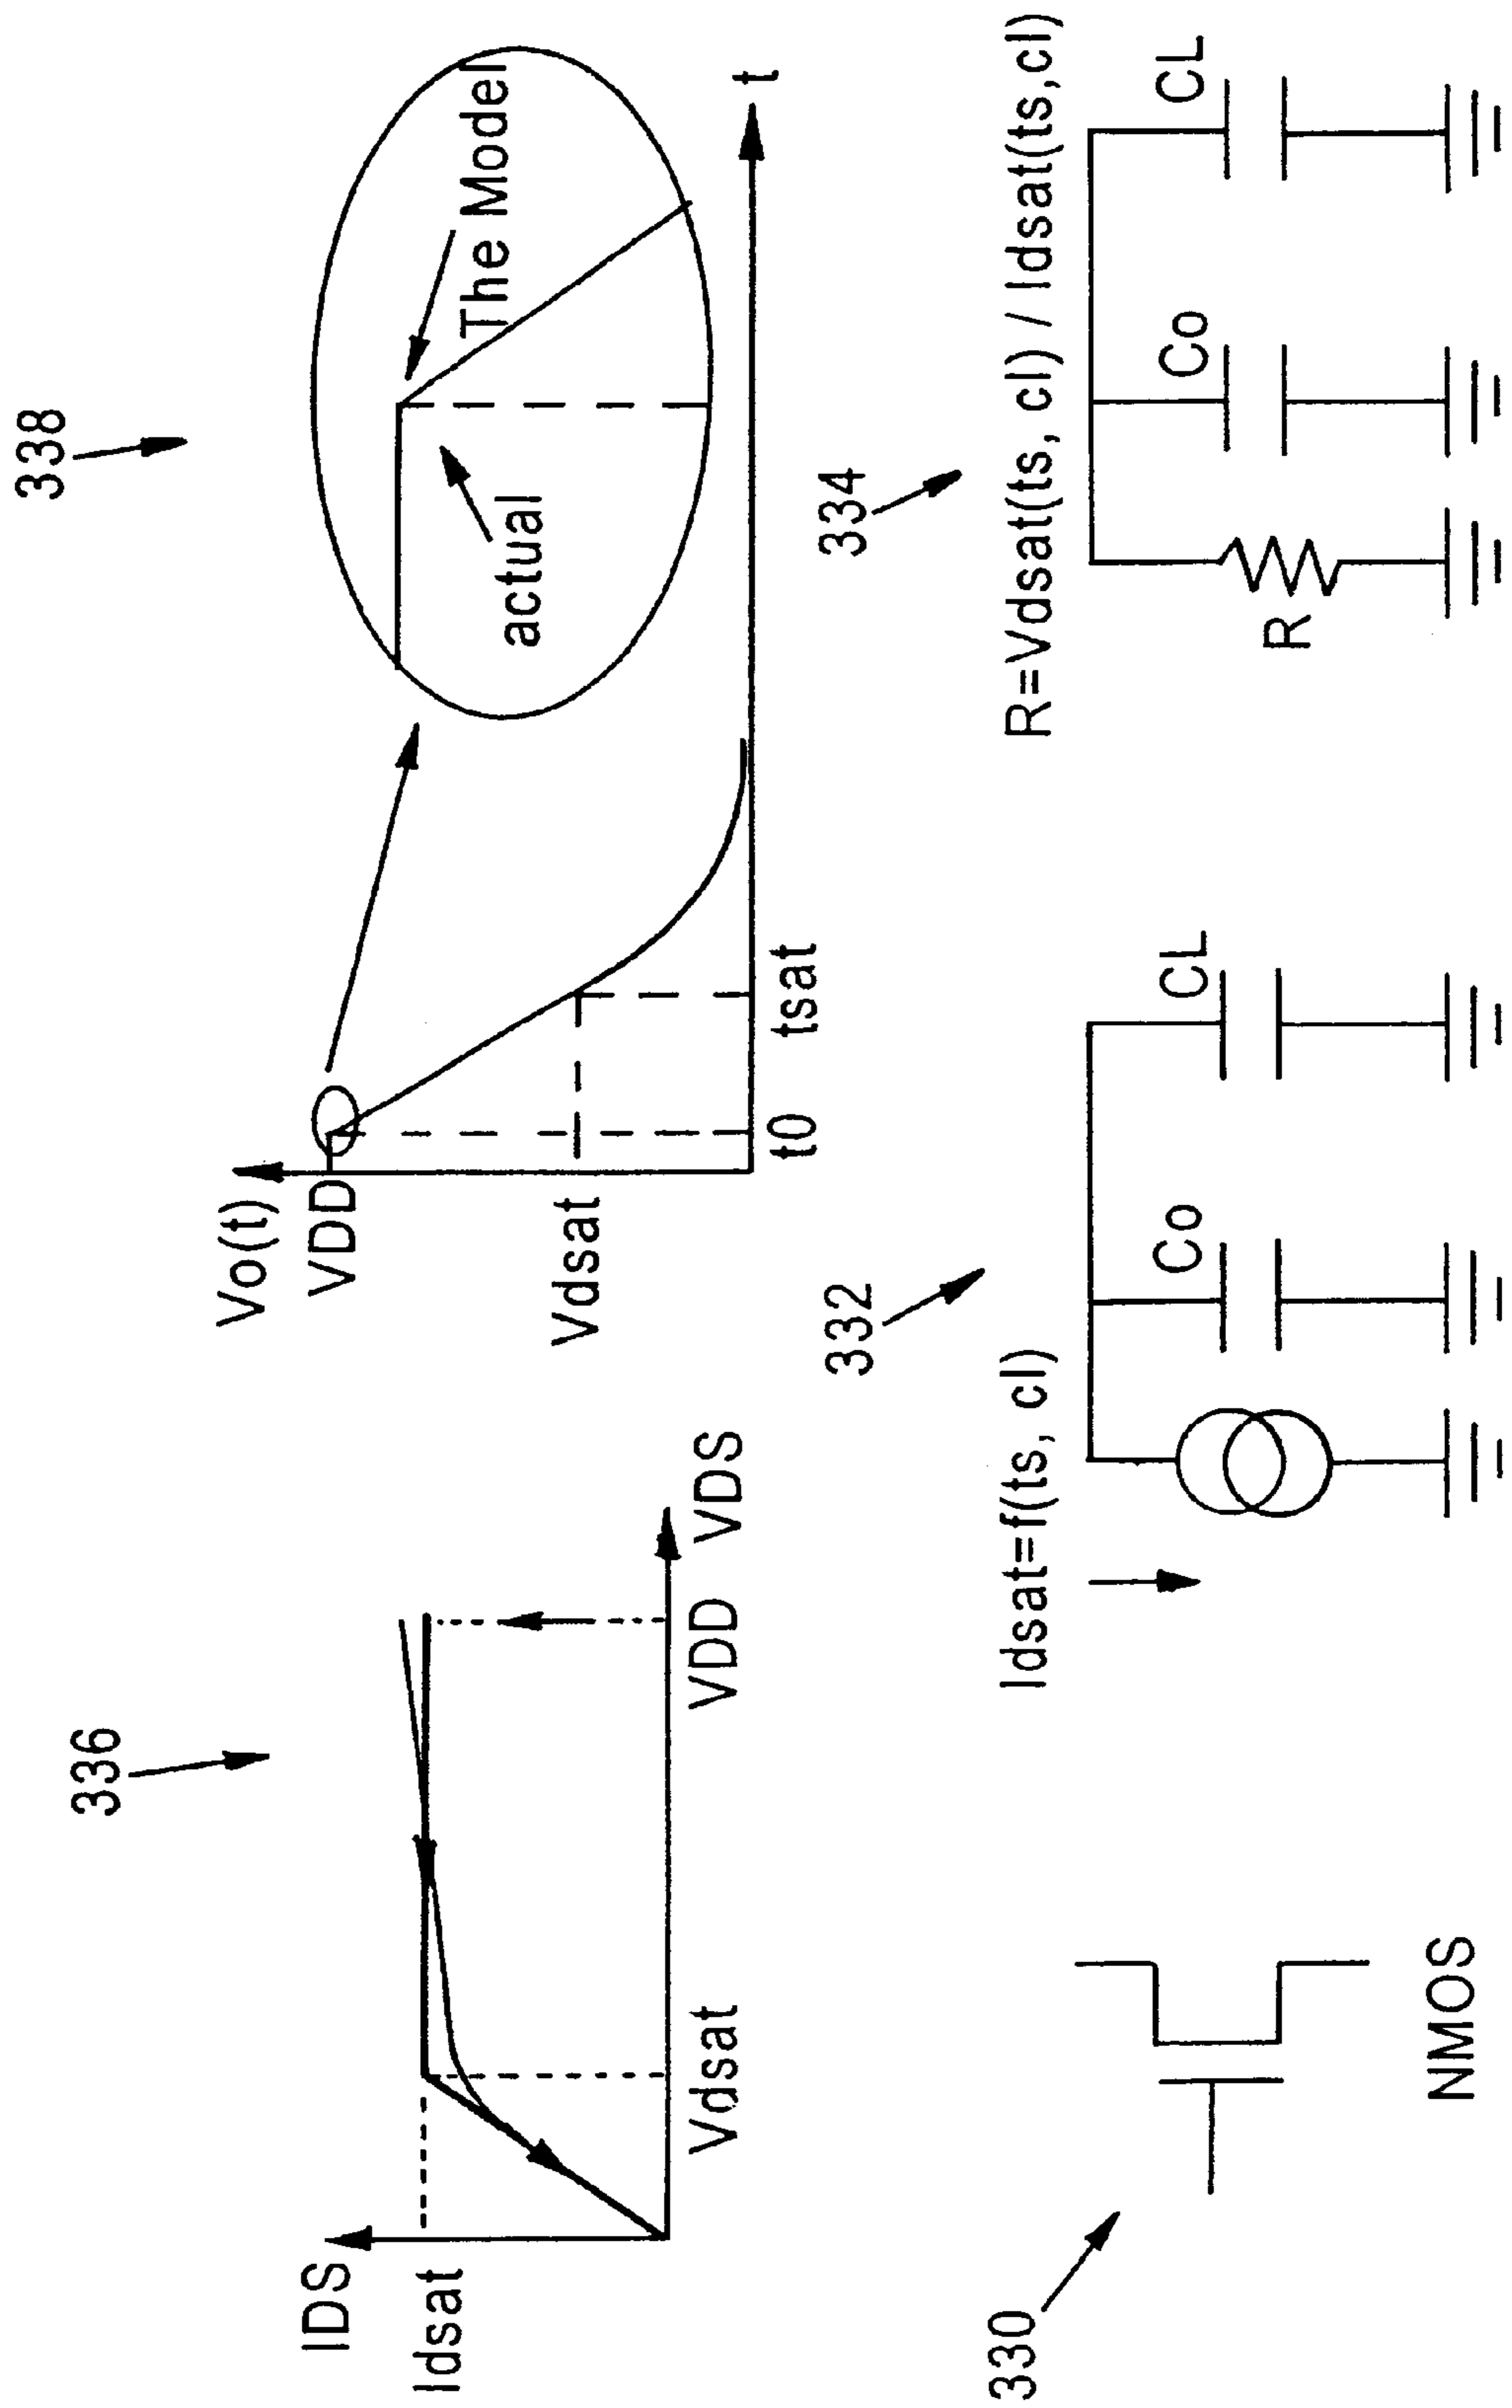 336
IDS
Idsat
Vdsat
VDD
VDS
338
Vo(t)
VDD
Vdsat
t0
tsat
t
actual
The Model
330
NMOS
332
Idsat=f(ts, cl)
Co
CL
334
R=Vdsat(ts, cl) / Idsat(ts,cl)
R
Co
CL